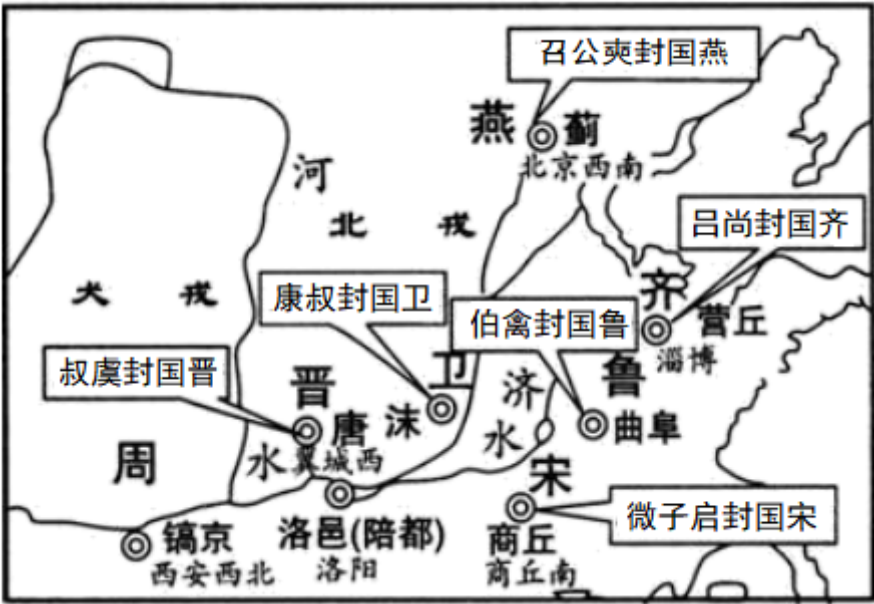 召公奭封国燕
燕
蓟
北京西南
河
北戎
吕尚封国齐
犬戎
康叔封国卫
伯禽封国鲁
齐
营丘
淄博
叔虞封国晋
晋
卫
济水
鲁
唐
沫
曲阜
周
水
翼城西
宋
微子启封国宋
镐京
西安西北
洛邑(陪都)
洛阳
商丘
商丘南